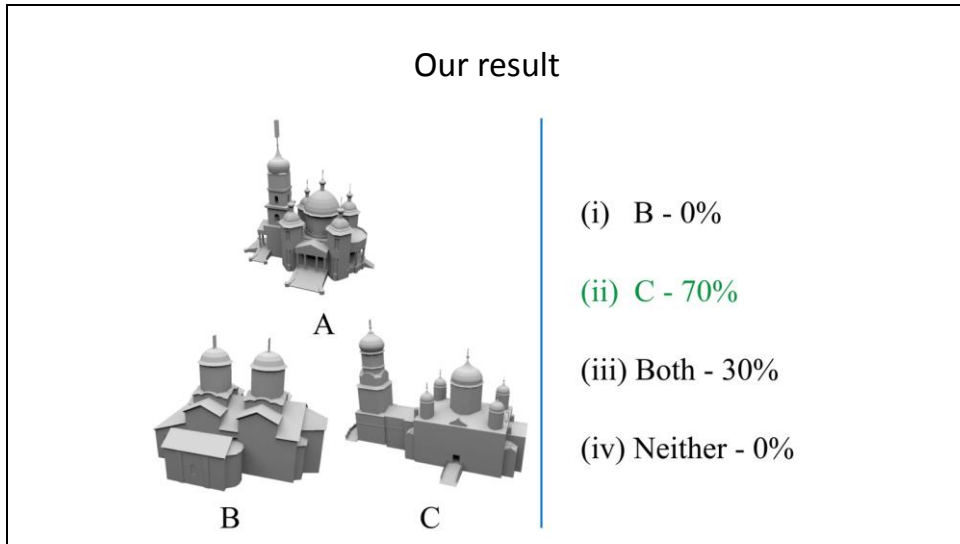 Our result
A
B
C
(i) B - 0%
(ii) C - 70%
(iii) Both - 30%
(iv) Neither - 0%